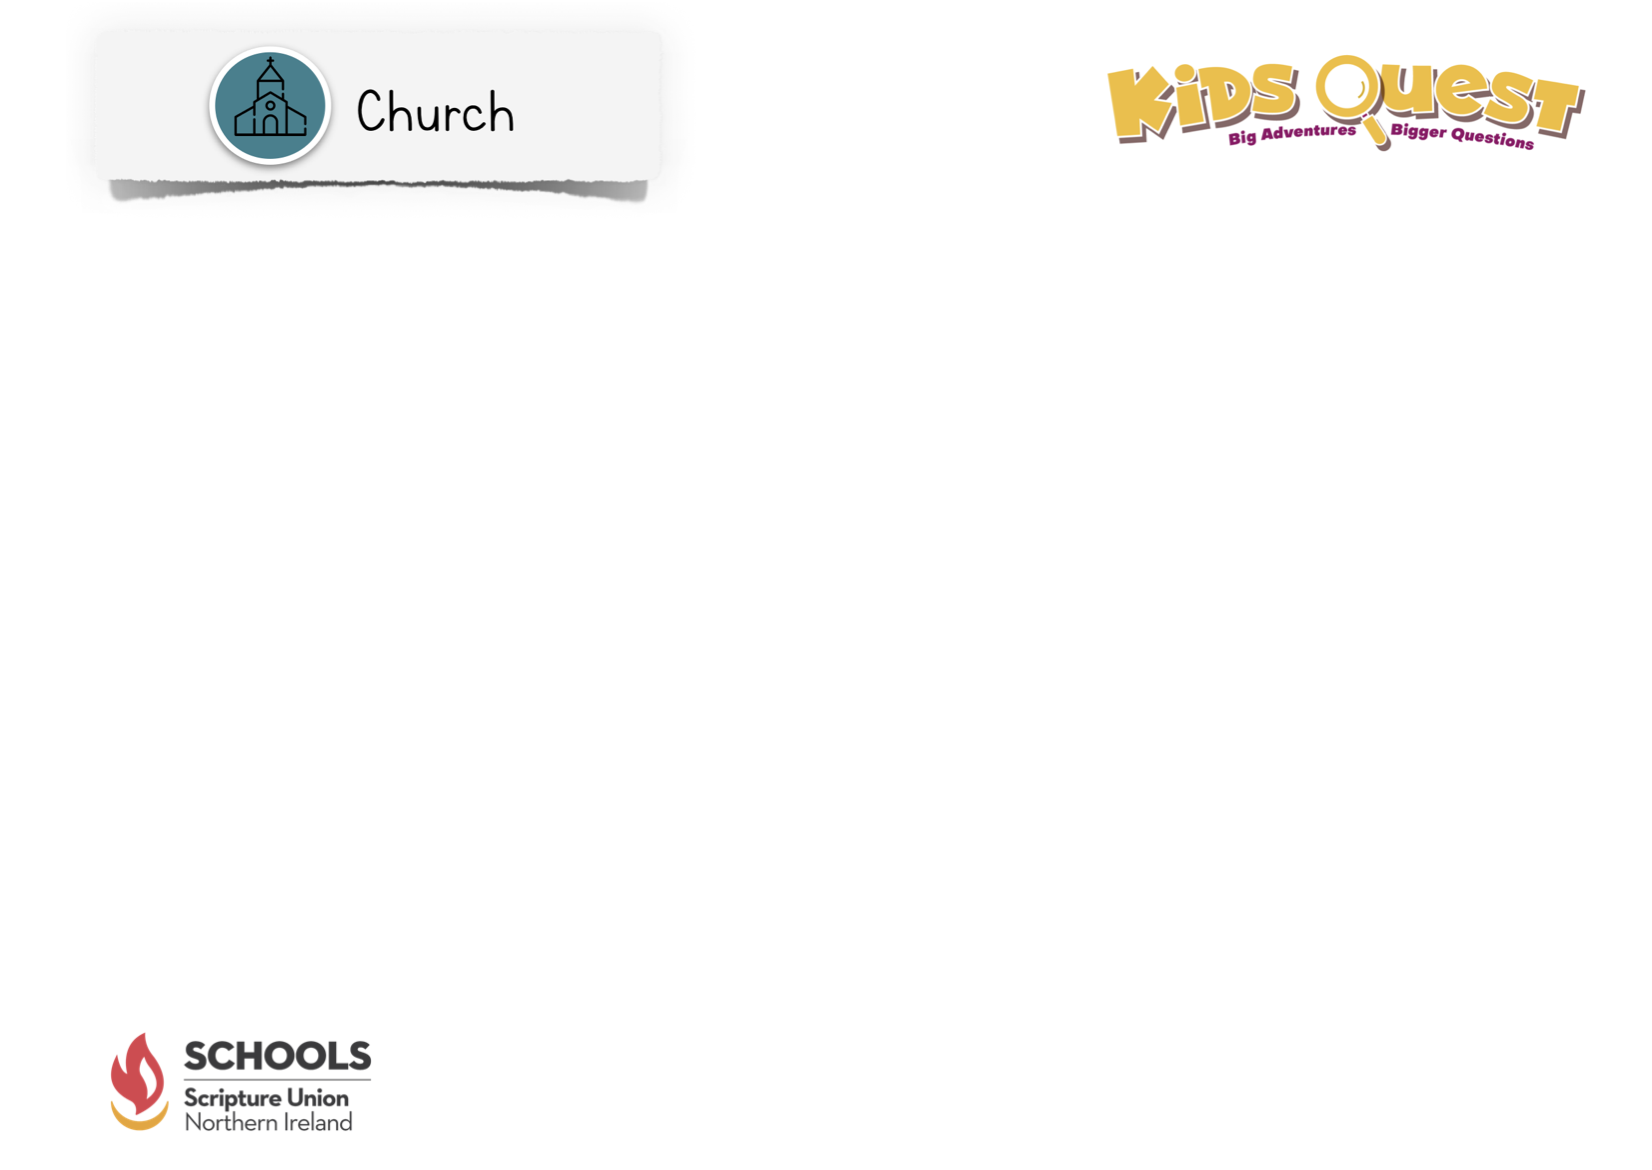 Church
KiDS QUEST
Big Adventures Bigger Questions
SCHOOLS
Scripture Union
Northern Ireland